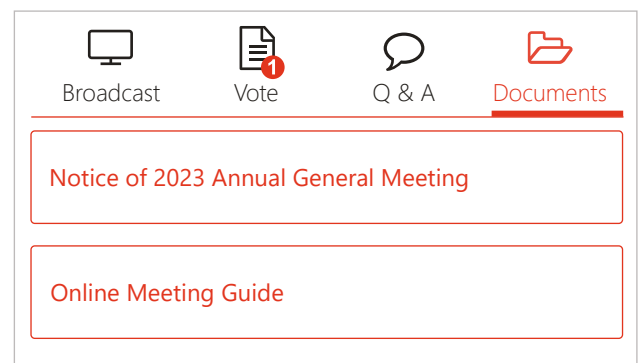 1
Broadcast Vote Q & A Documents
Notice of 2023 Annual General Meeting
Online Meeting Guide